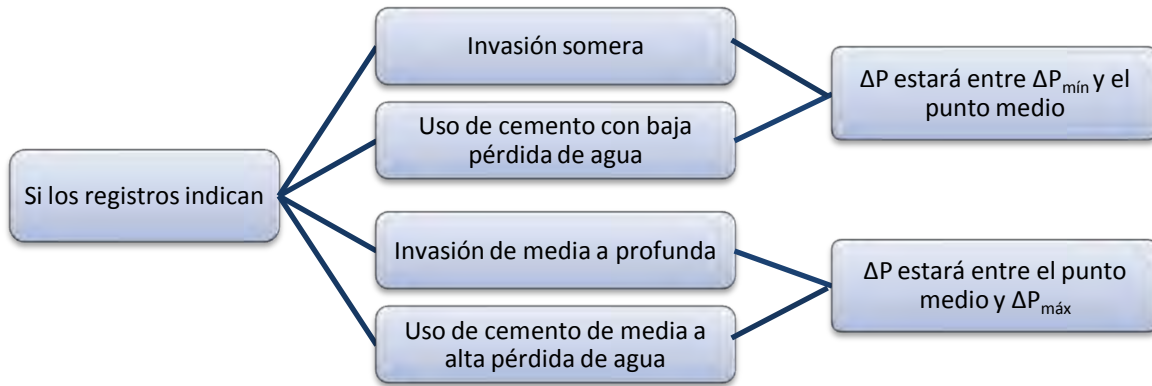 Si los registros indican
Invasión somera
Uso de cemento con baja
pérdida de agua
Invasión de media a profunda
Uso de cemento de media a
alta pérdida de agua
ΔP estará entre ΔPmín y el
punto medio
ΔP estará entre el punto
medio y ΔPmáx